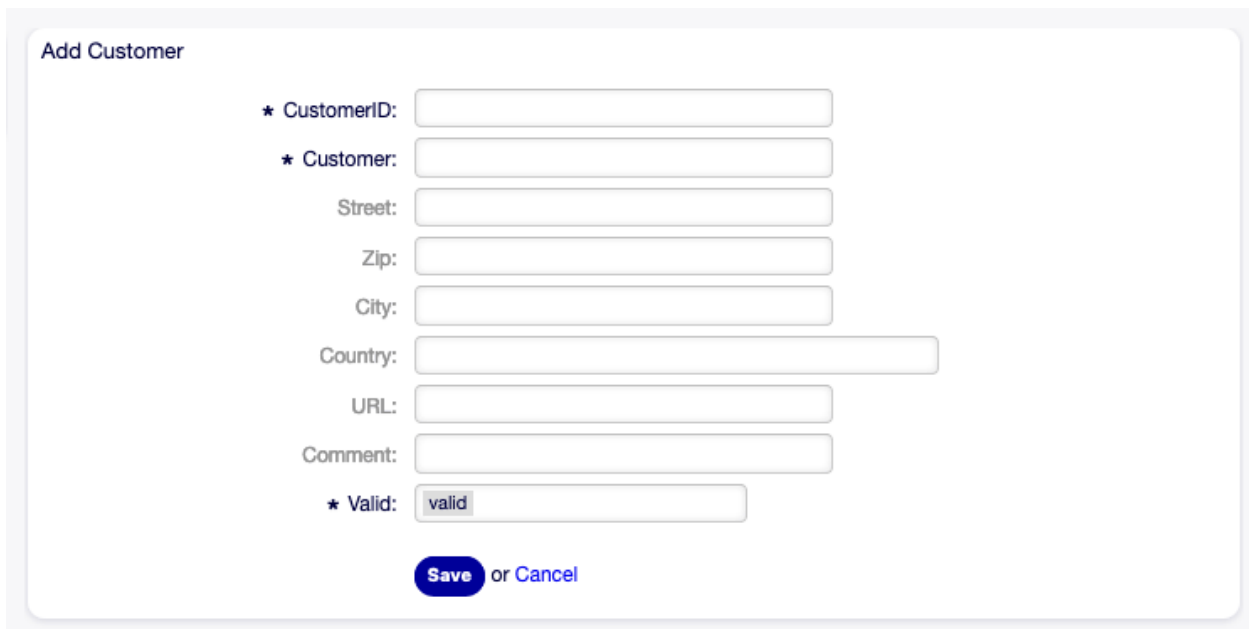 Add Customer
* CustomerID:
* Customer:
Street:
Zip:
City:
Country:
URL:
Comment:
* Valid: valid
Save or Cancel